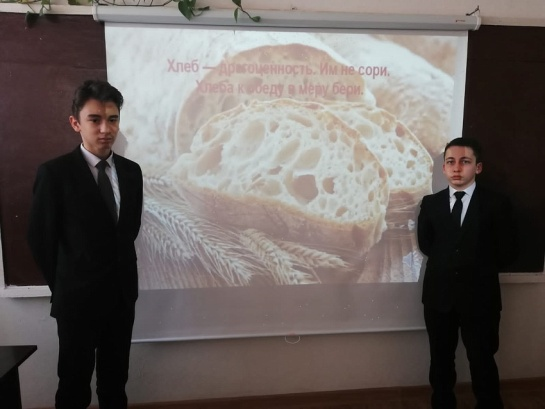 Хлеб — драгоценность. Им не сори.
Хлеба к обеду в меру бери.